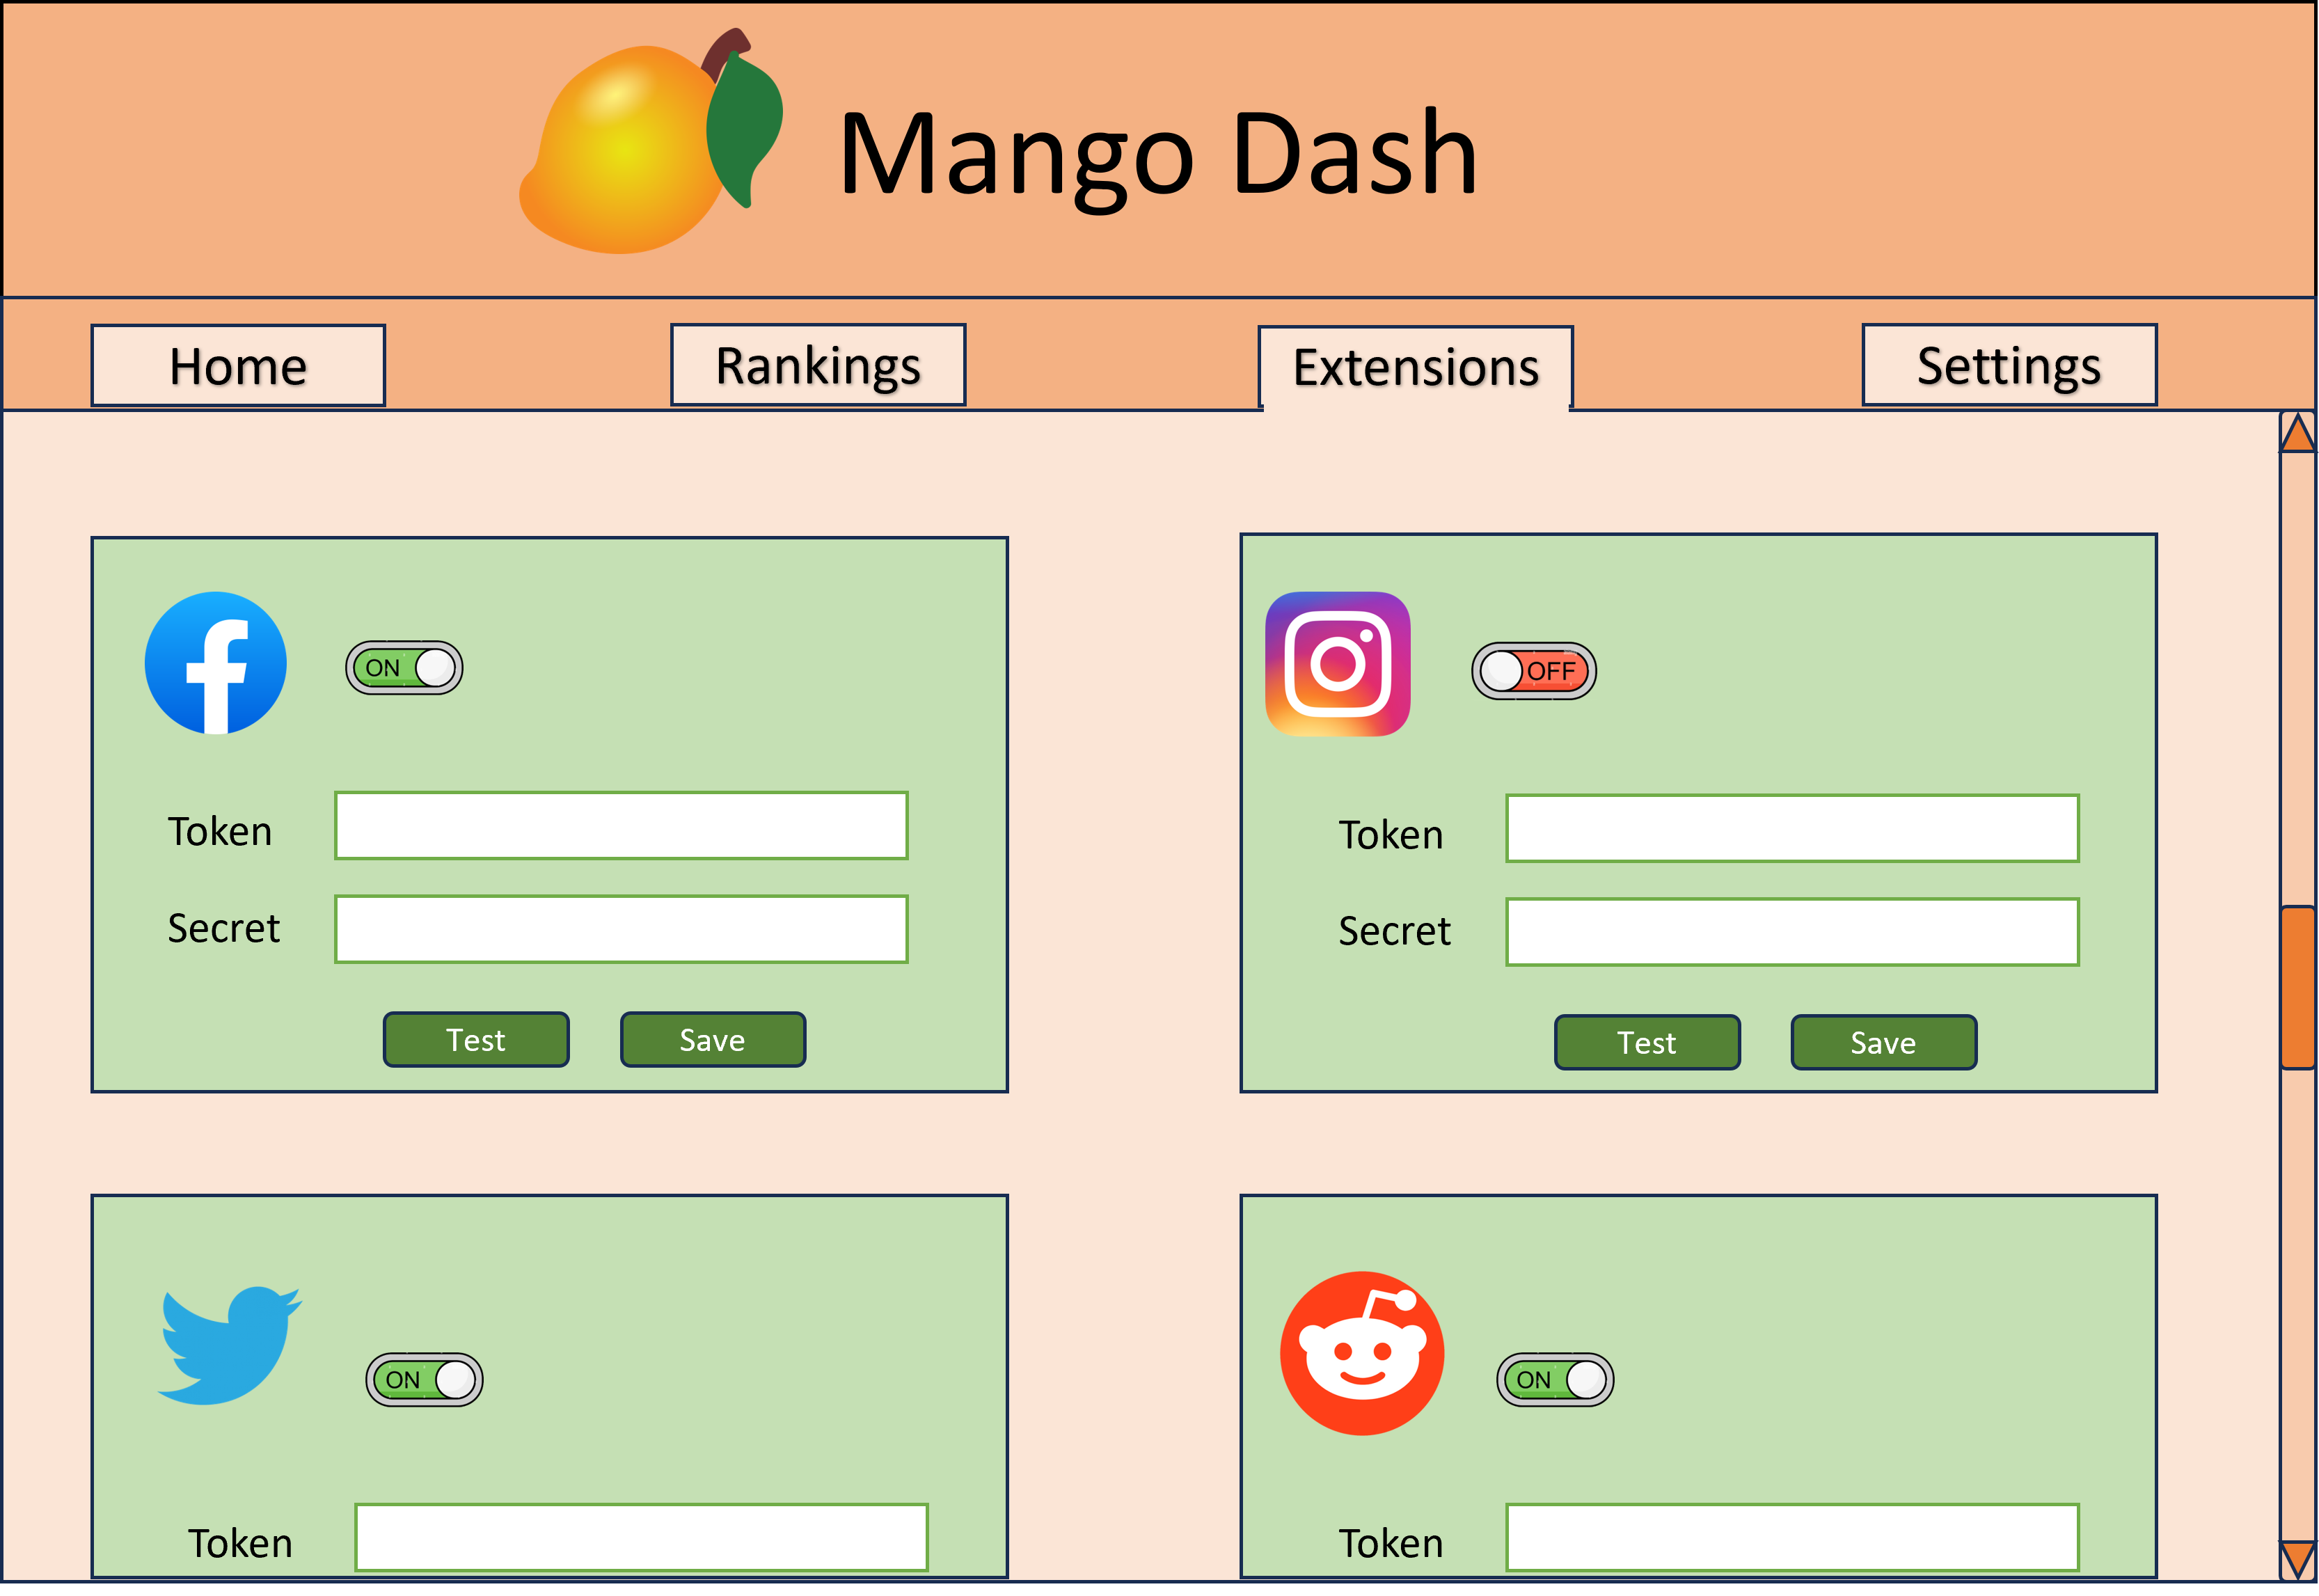 Mango Dash
Home
Rankings
Extensions
Settings
ON
Token
Secret
Test
Save
OFF
Token
Secret
Test
Save
ON
Token
ON
Token